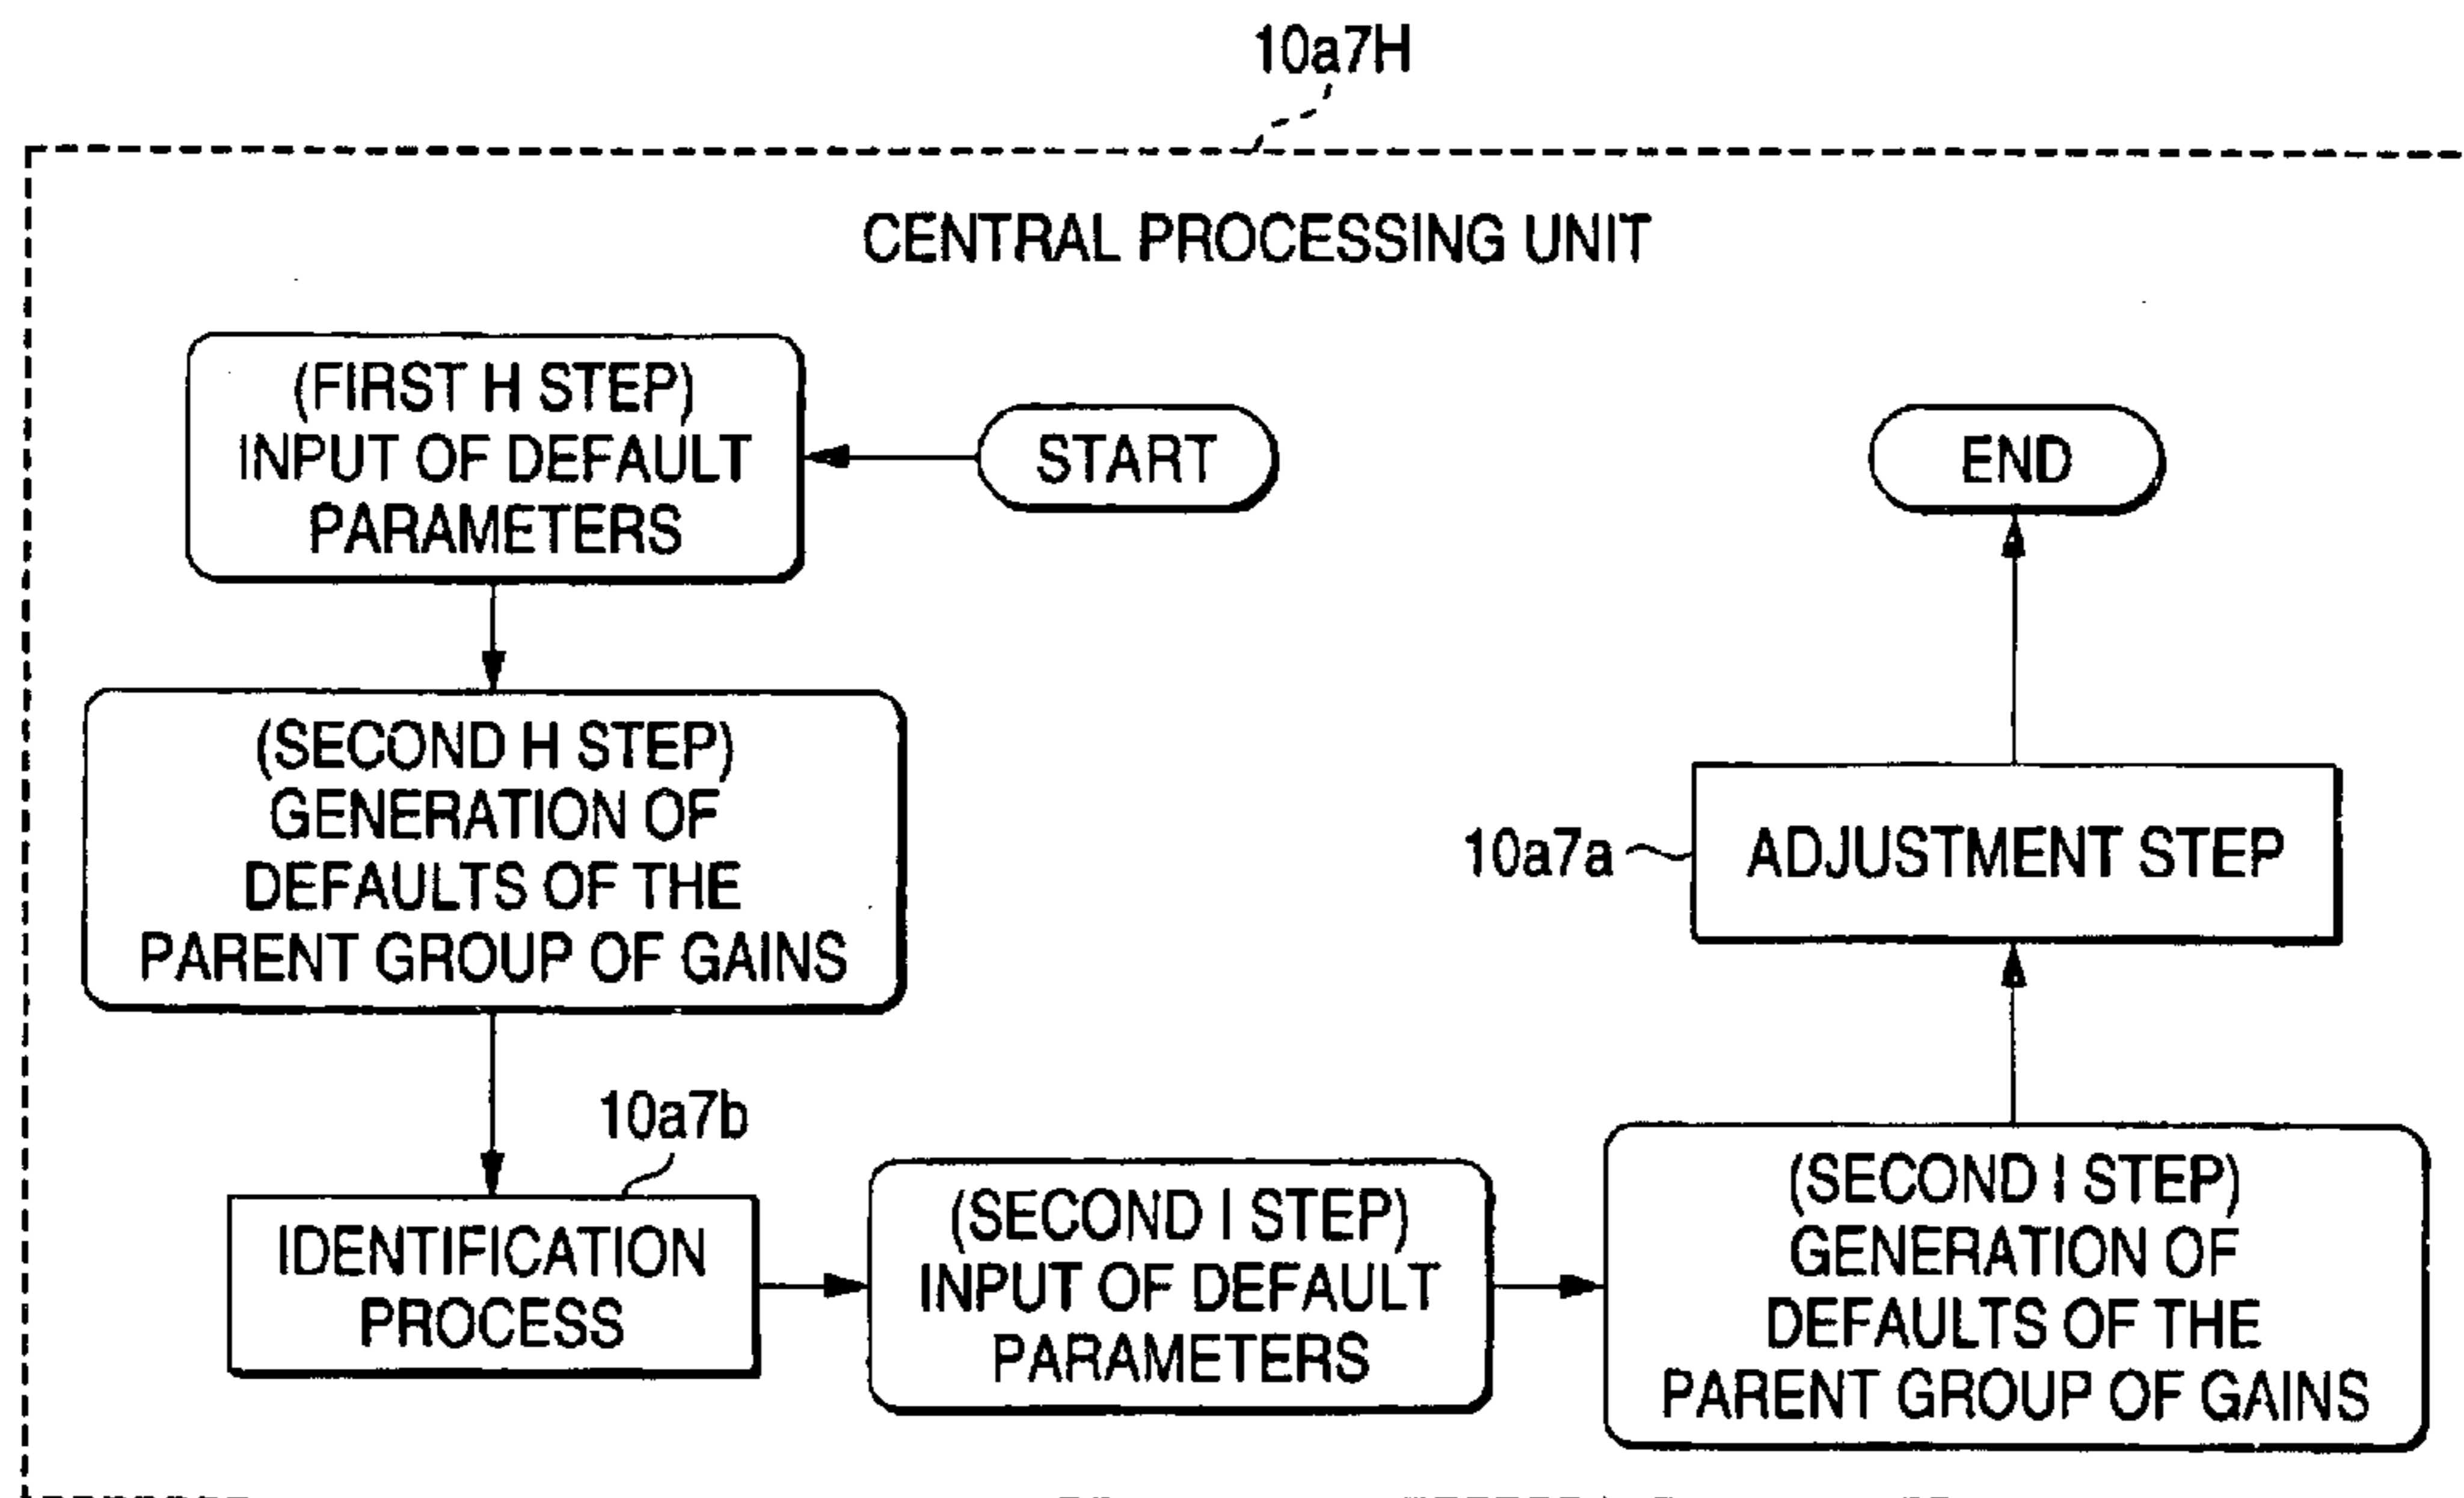 10a7H
CENTRAL PROCESSING UNIT
(FIRST H STEP)
INPUT OF DEFAULT
PARAMETERS
START
END
(SECOND H STEP)
GENERATION OF
DEFAULTS OF THE
PARENT GROUP OF GAINS
10a7a
ADJUSTMENT STEP
10a7b
IDENTIFICATION
PROCESS
(SECOND I STEP)
INPUT OF DEFAULT
PARAMETERS
(SECOND I STEP)
GENERATION OF
DEFAULTS OF THE
PARENT GROUP OF GAINS